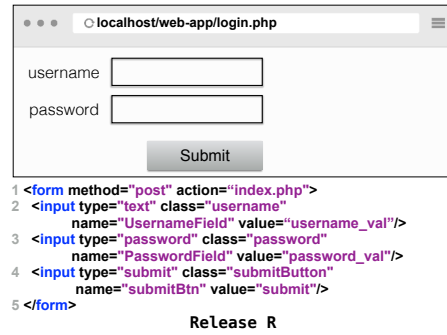 localhost/web-app/login.php
username
password
Submit
1 <form method="post" action=“index.php">
2 <input type="text" class="username"
name="UsernameField" value=“username_val”/>
3 <input type="password" class="password"
name="PasswordField" value="password_val"/>
4 <input type="submit" class="submitButton"
name="submitBtn" value="submit"/>
5 </form>
Release R